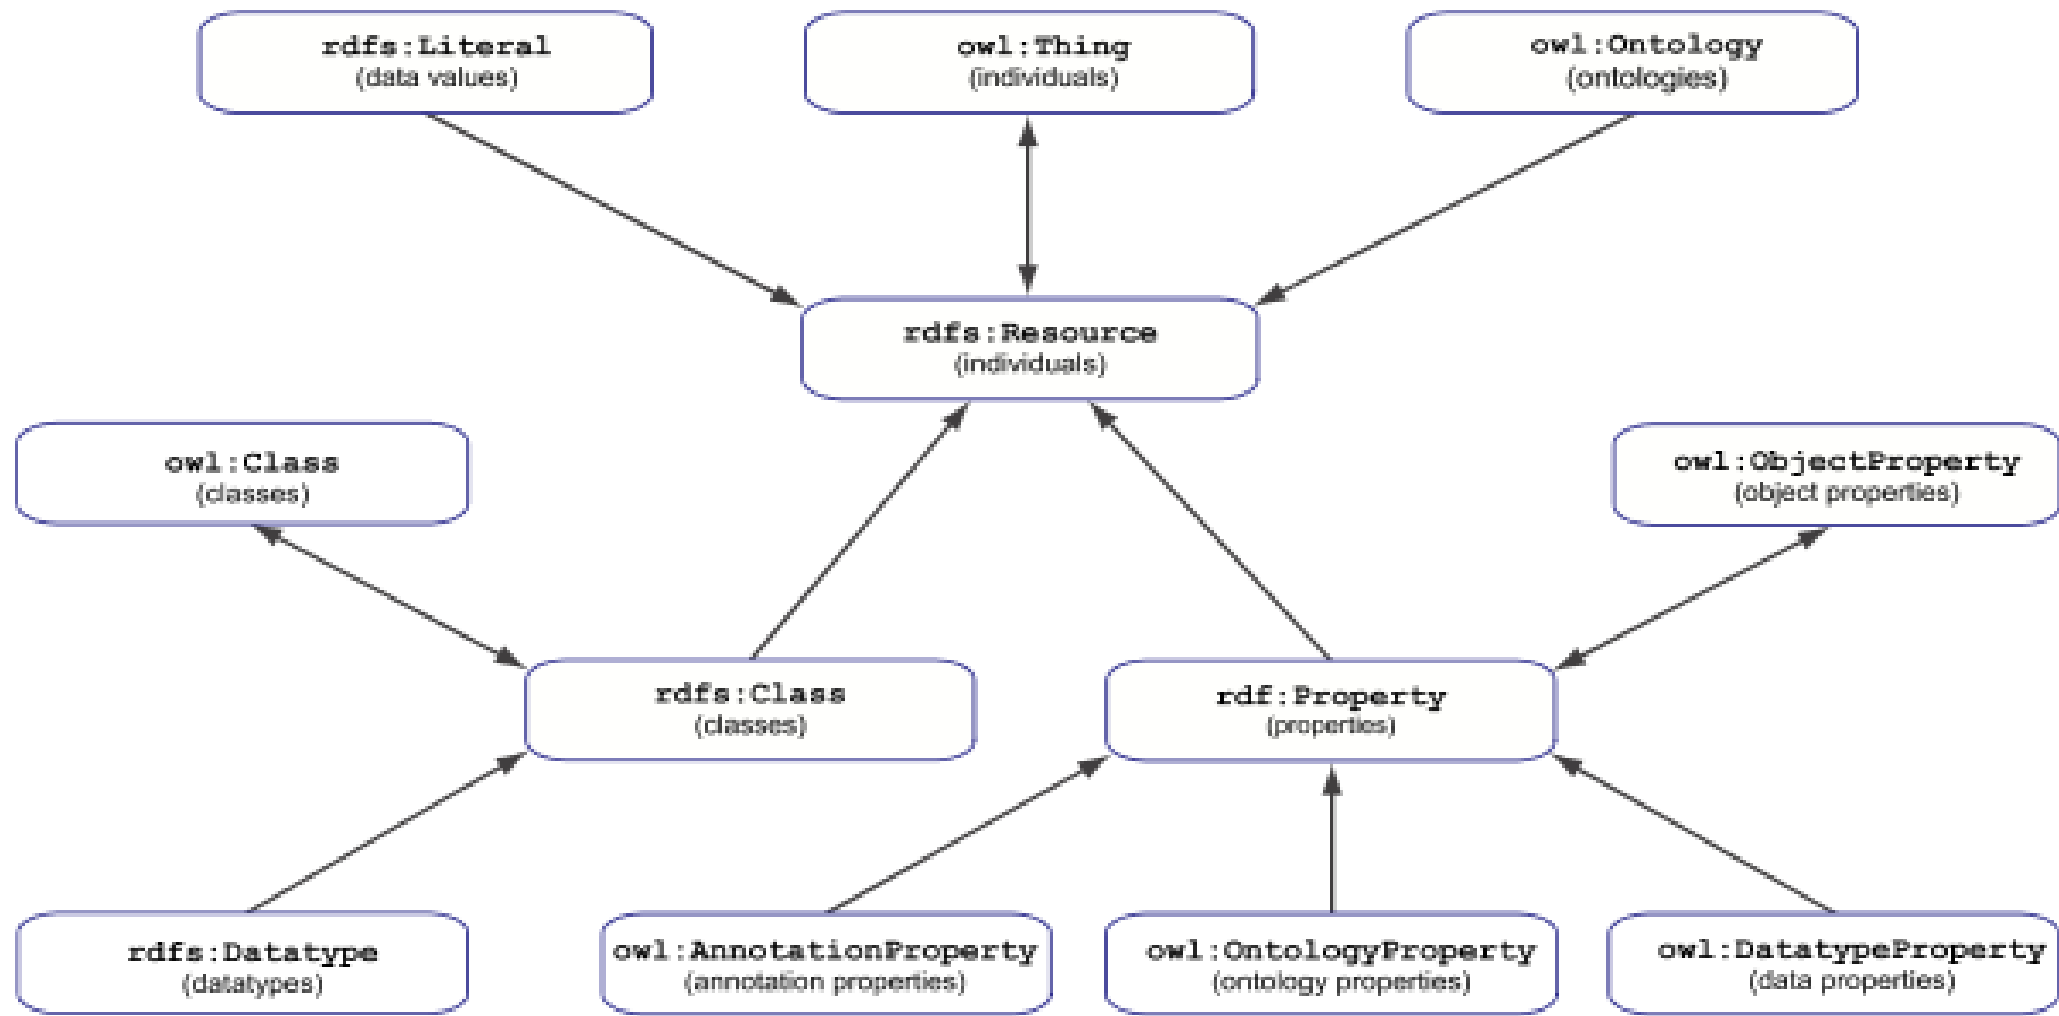 rdfs:Literal
(data values)
owl:Thing
(individuals)
owl:Ontology
(ontologies)
rdfs:Resource
(individuals)
owl:Class
(classes)
owl:ObjectProperty
(object properties)
rdfs:Class
(classes)
rdf:Property
(properties)
rdfs:Datatype
(datatypes)
owl:AnnotationProperty
(annotation properties)
owl:OntologyProperty
(ontology properties)
owl:DatatypeProperty
(data properties)